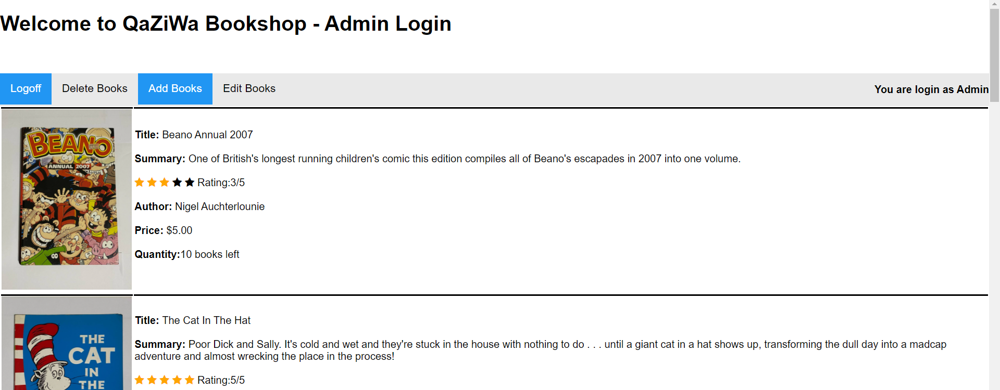 Welcome to QaZiWa Bookshop - Admin Login
Logoff Delete Books Add Books Edit Books You are login as Admin
THE
BEANO
ANNUAL 2007
Title: Beano Annual 2007
Summary: One of British's longest running children's comic this edition compiles all of Beano's escapades in 2007 into one volume.
Rating:3/5
Author: Nigel Auchterlounie
Price: $5.00
Quantity:10 books left
THE
CAT
IN
THE
Title: The Cat In The Hat
Summary: Poor Dick and Sally. It's cold and wet and they're stuck in the house with nothing to do . . . until a giant cat in a hat shows up, transforming the dull day into a madcap
adventure and almost wrecking the place in the process!
Rating:5/5